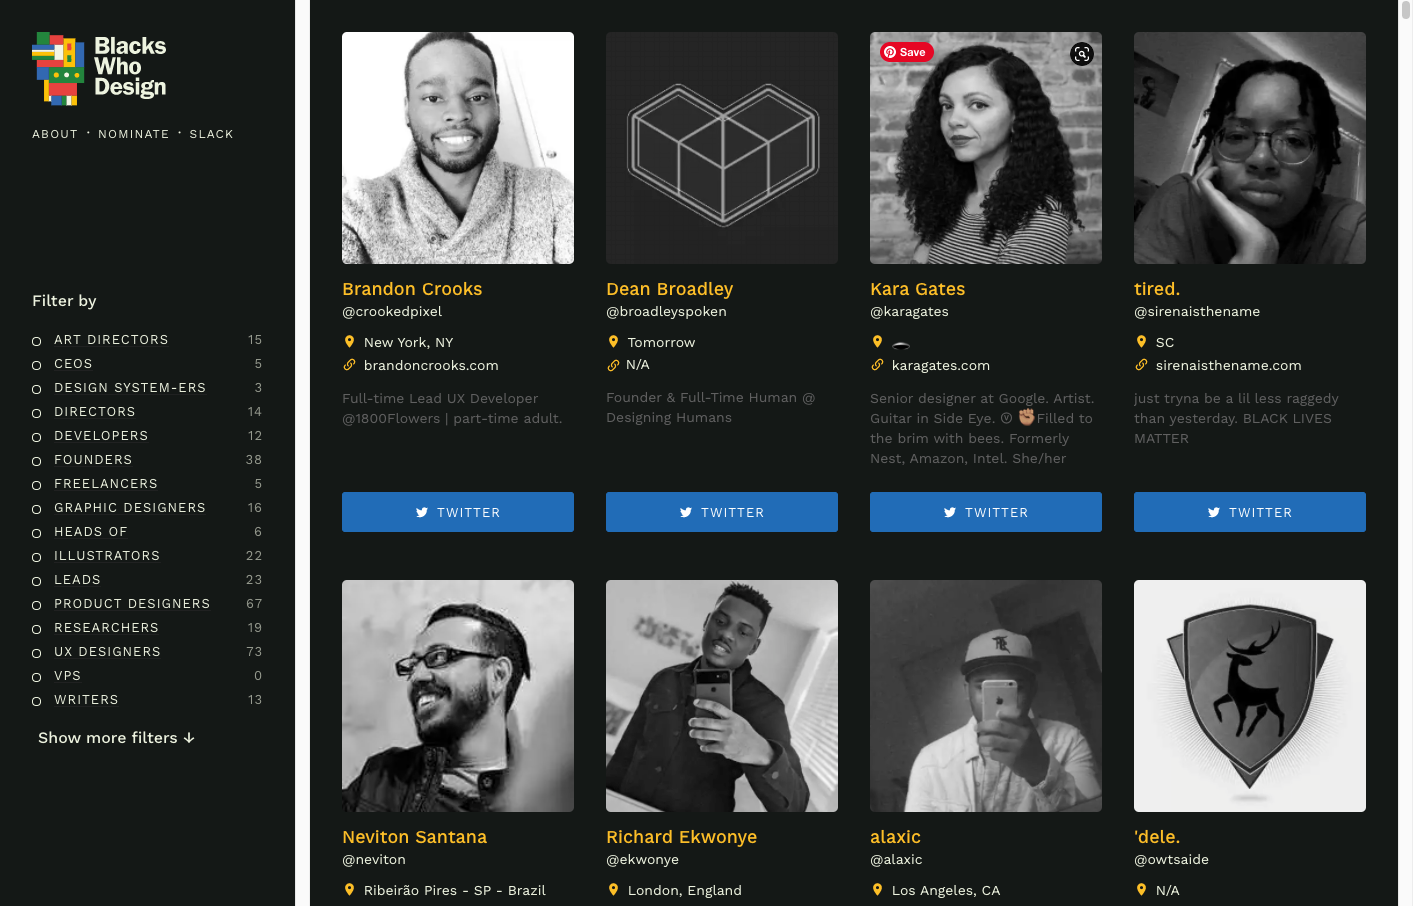 Blacks
Who
Design
ABOUT · NOMINATE · SLACK
Filter by
ART DIRECTORS 15
CEOS 5
DESIGN SYSTEM-ERS 3
DIRECTORS 14
DEVELOPERS 12
FOUNDERS 38
FREELANCERS 5
GRAPHIC DESIGNERS 16
HEADS OF 6
ILLUSTRATORS 22
LEADS 23
PRODUCT DESIGNERS 67
RESEARCHERS 19
UX DESIGNERS 73
VPS 0
WRITERS 13
Show more filters ↓
Brandon Crooks
@crookedpixel
New York, NY
brandoncrooks.com
Full-time Lead UX Developer
@1800Flowers | part-time adult.
TWITTER
Dean Broadley
@broadleyspoken
Tomorrow
N/A
Founder & Full-Time Human @
Designing Humans
TWITTER
Save
Kara Gates
@karagates
🕳️
karagates.com
Senior designer at Google. Artist.
Guitar in Side Eye. Ⓥ ✊🏽Filled to
the brim with bees. Formerly
Nest, Amazon, Intel. She/her
TWITTER
tired.
@sirenaisthename
SC
sirenaisthename.com
just tryna be a lil less raggedy
than yesterday. BLACK LIVES
MATTER
TWITTER
Neviton Santana
@neviton
Ribeirão Pires - SP - Brazil
Richard Ekwonye
@ekwonye
London, England
alaxic
@alaxic
Los Angeles, CA
'dele.
@owtsaide
N/A